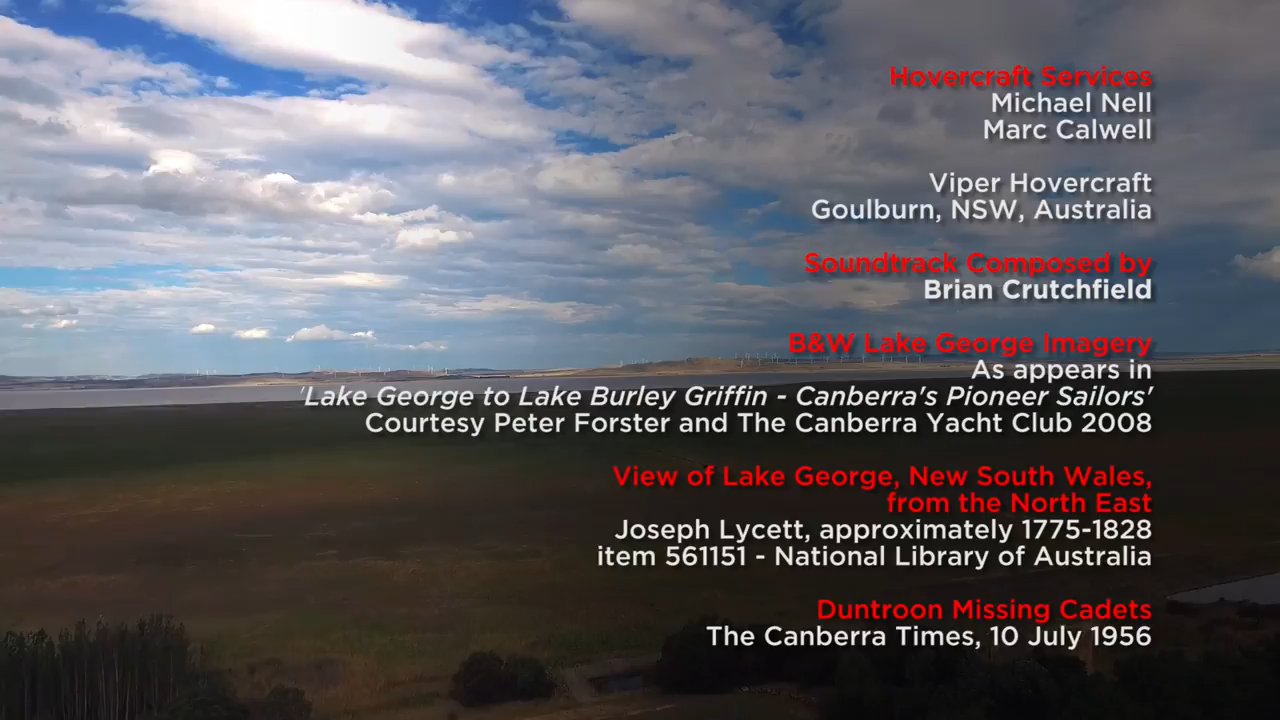 Hovercraft Services
Michael Nell
Marc Calwell
Viper Hovercraft
Goulburn, NSW, Australia
Soundtrack Composed by
Brian Crutchfield
B&W Lake George Imagery
As appears in
'Lake George to Lake Burley Griffin - Canberra's Pioneer Sailors'
Courtesy Peter Forster and The Canberra Yacht Club 2008
View of Lake George, New South Wales,
from the North East
Joseph Lycett, approximately 1775-1828
item 561151 - National Library of Australia
Duntroon Missing Cadets
The Canberra Times, 10 July 1956